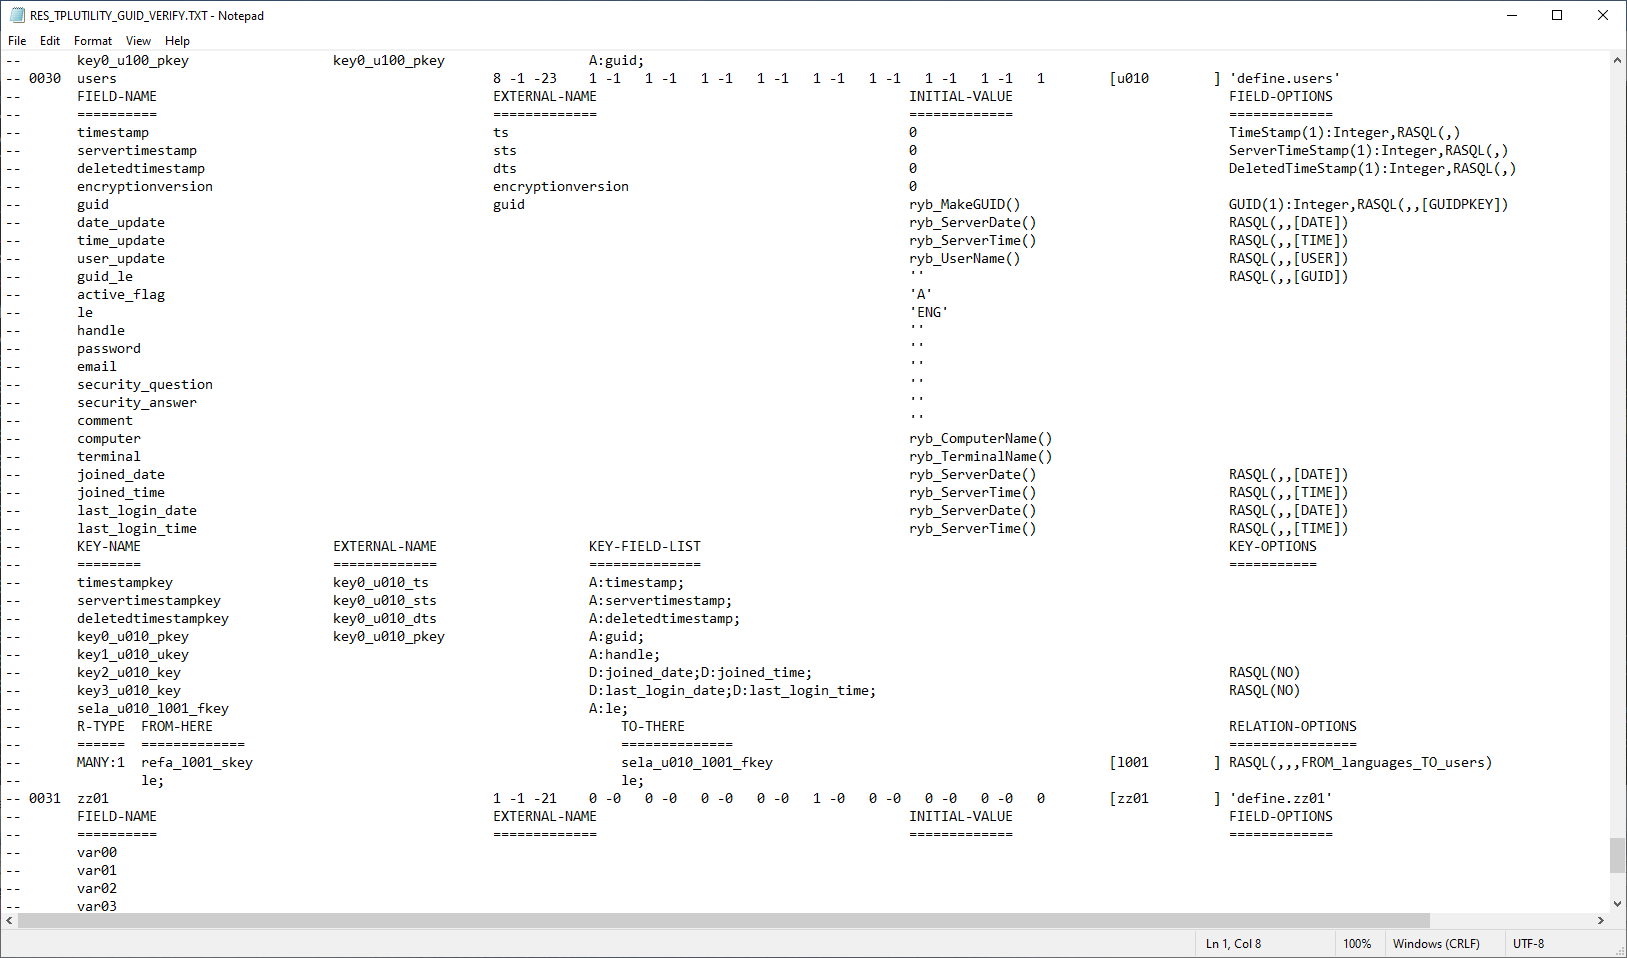 RES_TPLUTILITY_GUID_VERIFY.TXT - Notepad
File Edit Format View Help
-- key0_u100_pkey key0_u100_pkey A:guid;
-- 0030 users 8 -1 -23 1 -1 1 -1 1 -1 1 -1 1 -1 1 -1 1 -1 1 -1 1 [u010 ] 'define.users'
-- FIELD-NAME EXTERNAL-NAME INITIAL-VALUE FIELD-OPTIONS
-- ========== ============= ============= =============
-- timestamp ts 0 TimeStamp(1):Integer,RASQL(,)
-- servertimestamp sts 0 ServerTimeStamp(1):Integer,RASQL(,)
-- deletedtimestamp dts 0 DeletedTimeStamp(1):Integer,RASQL(,)
-- encryptionversion encryptionversion 0
-- guid guid ryb_MakeGUID() GUID(1):Integer,RASQL(,,[GUIDPKEY])
-- date_update ryb_ServerDate() RASQL(,,[DATE])
-- time_update ryb_ServerTime() RASQL(,,[TIME])
-- user_update ryb_UserName() RASQL(,,[USER])
-- guid_le '' RASQL(,,[GUID])
-- active_flag 'A'
-- le 'ENG'
-- handle ''
-- password ''
-- email ''
-- security_question ''
-- security_answer ''
-- comment ''
-- computer ryb_ComputerName()
-- terminal ryb_TerminalName()
-- joined_date ryb_ServerDate() RASQL(,,[DATE])
-- joined_time ryb_ServerTime() RASQL(,,[TIME])
-- last_login_date ryb_ServerDate() RASQL(,,[DATE])
-- last_login_time ryb_ServerTime() RASQL(,,[TIME])
-- KEY-NAME EXTERNAL-NAME KEY-FIELD-LIST KEY-OPTIONS
-- ======== ============= ============== ===========
-- timestampkey key0_u010_ts A:timestamp;
-- servertimestampkey key0_u010_sts A:servertimestamp;
-- deletedtimestampkey key0_u010_dts A:deletedtimestamp;
-- key0_u010_pkey key0_u010_pkey A:guid;
-- key1_u010_ukey A:handle;
-- key2_u010_key D:joined_date;D:joined_time; RASQL(NO)
-- key3_u010_key D:last_login_date;D:last_login_time; RASQL(NO)
-- sela_u010_l001_fkey A:le;
-- R-TYPE FROM-HERE TO-THERE RELATION-OPTIONS
-- ====== ============= ============== ================
-- MANY:1 refa_l001_skey sela_u010_l001_fkey [l001 ] RASQL(,,,FROM_languages_TO_users)
-- le; le;
-- 0031 zz01 1 -1 -21 0 -0 0 -0 0 -0 0 -0 1 -0 0 -0 0 -0 0 -0 0 [zz01 ] 'define.zz01'
-- FIELD-NAME EXTERNAL-NAME INITIAL-VALUE FIELD-OPTIONS
-- ========== ============= ============= =============
-- var00
-- var01
-- var02
-- var03
Ln 1, Col 8 100% Windows (CRLF) UTF-8